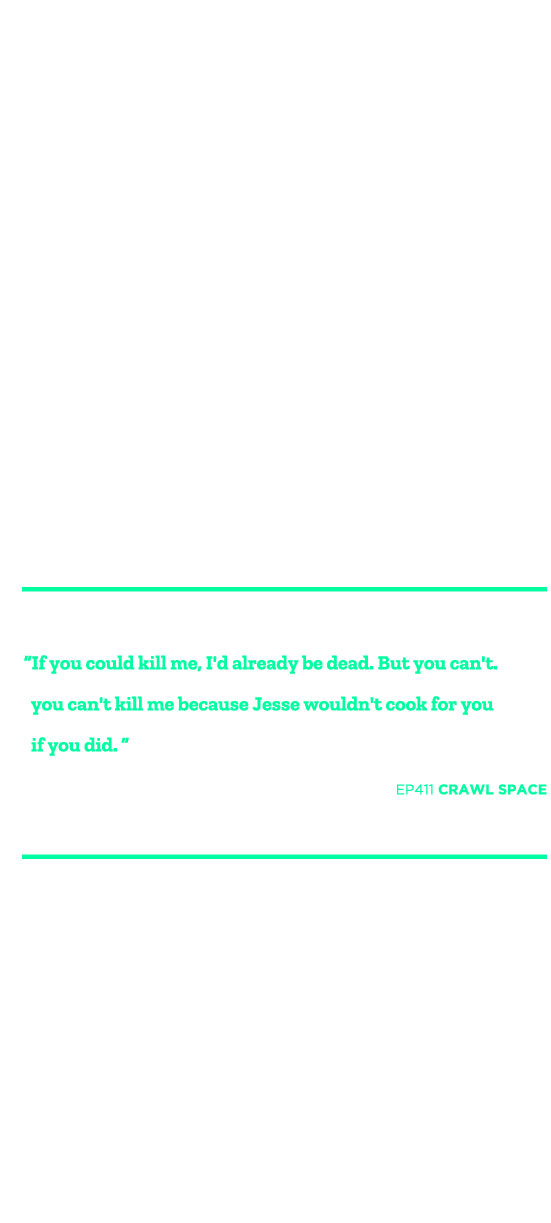 “If you could kill me, I'd already be dead. But you can't.
you can't kill me because Jesse wouldn't cook for you
if you did. ”
EP411 CRAWL SPACE